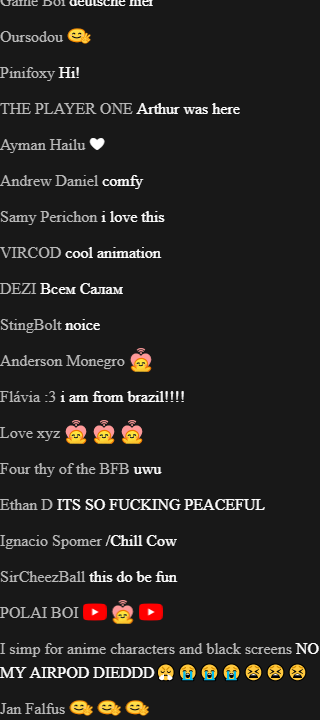 Game Boi deutsche hier
Oursodou
Pinifoxy Hi!
THE PLAYER ONE Arthur was here
Ayman Hailu 🤍
Andrew Daniel comfy
Samy Perichon i love this
VIRCOD cool animation
DEZI Всем Салам
StingBolt noice
Anderson Monegro
Flávia :3 i am from brazil!!!!
Love xyz
Four thy of the BFB uwu
Ethan D ITS SO FUCKING PEACEFUL
Ignacio Spomer /Chill Cow
SirCheezBall this do be fun
POLAI BOI
I simp for anime characters and black screens NO
MY AIRPOD DIEDDD 😤 😭 😭 😭 😫 😫 😫
Jan Falfus